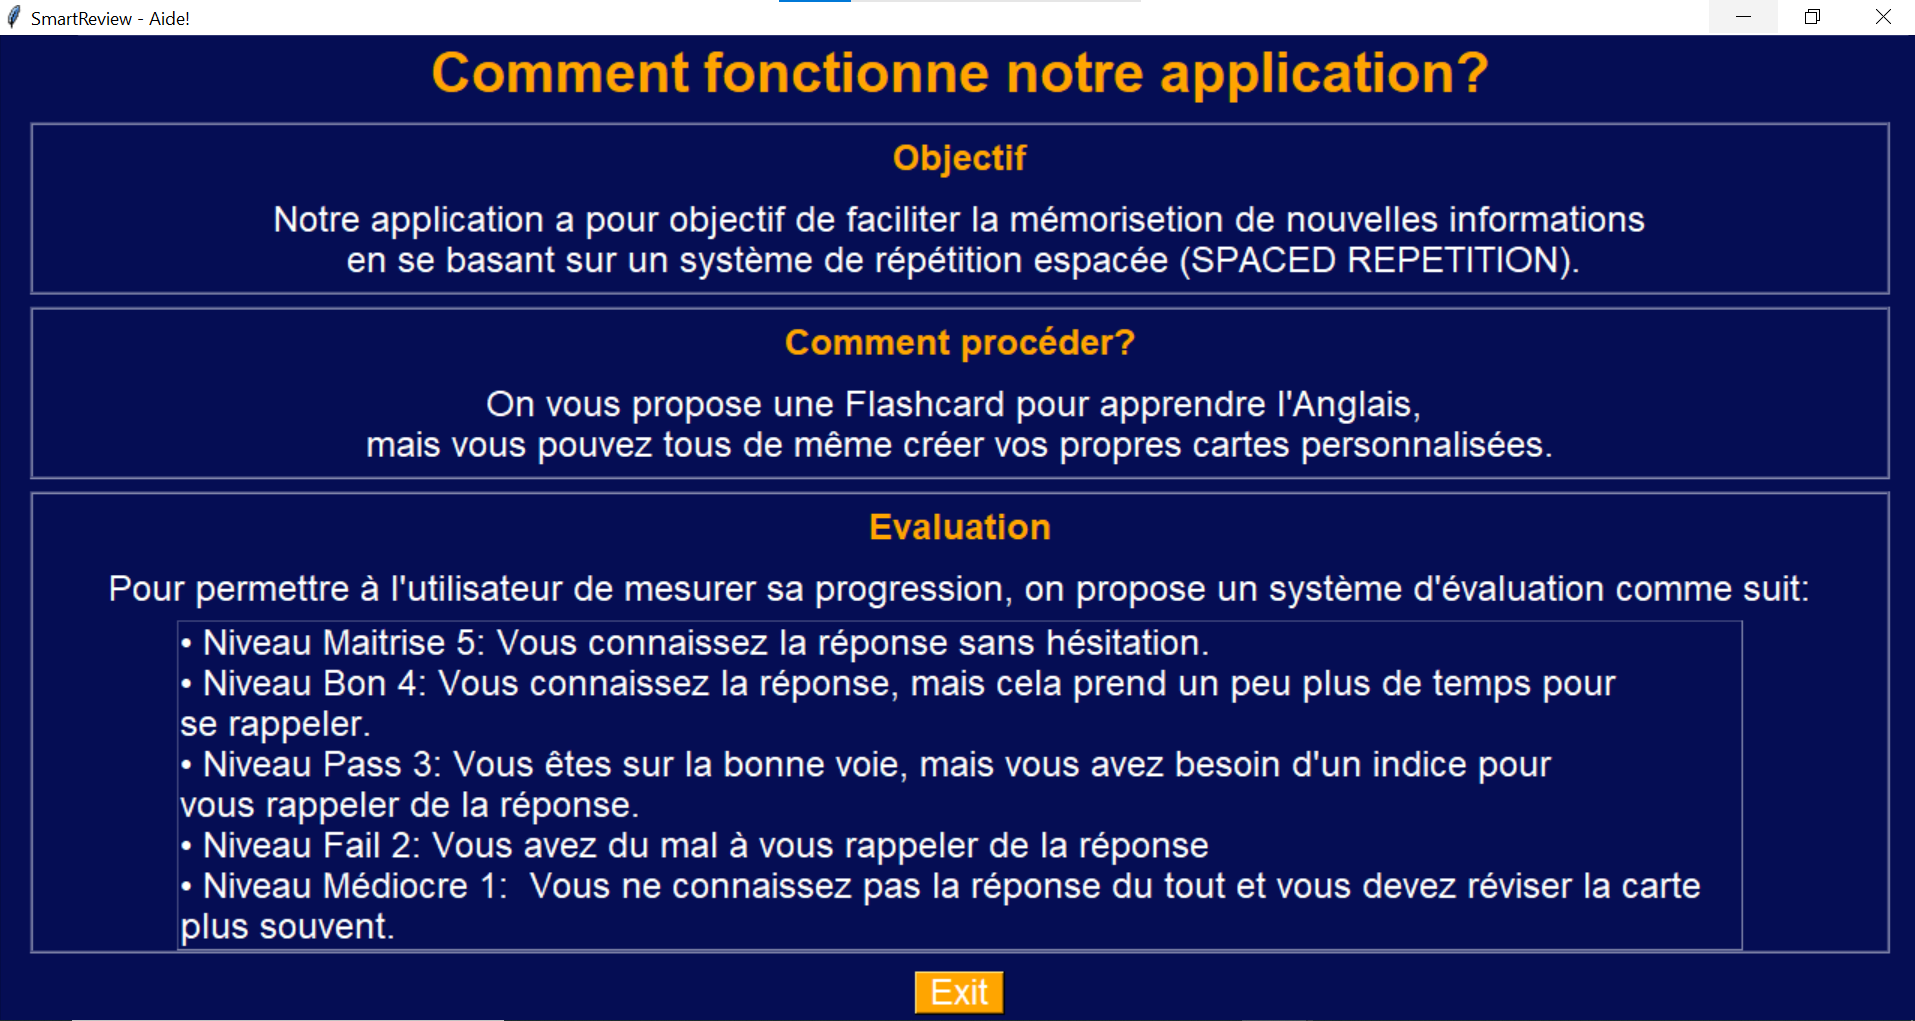 SmartReview - Aide!
Comment fonctionne notre application?
Objectif
Notre application a pour objectif de faciliter la mémorisetion de nouvelles informations
en se basant sur un système de répétition espacée (SPACED REPETITION).
Comment procéder?
On vous propose une Flashcard pour apprendre l'Anglais,
mais vous pouvez tous de même créer vos propres cartes personnalisées.
Evaluation
Pour permettre à l'utilisateur de mesurer sa progression, on propose un système d'évaluation comme suit:
• Niveau Maitrise 5: Vous connaissez la réponse sans hésitation.
• Niveau Bon 4: Vous connaissez la réponse, mais cela prend un peu plus de temps pour
se rappeler.
• Niveau Pass 3: Vous êtes sur la bonne voie, mais vous avez besoin d'un indice pour
vous rappeler de la réponse.
• Niveau Fail 2: Vous avez du mal à vous rappeler de la réponse
• Niveau Médiocre 1:  Vous ne connaissez pas la réponse du tout et vous devez réviser la carte
plus souvent.
Exit